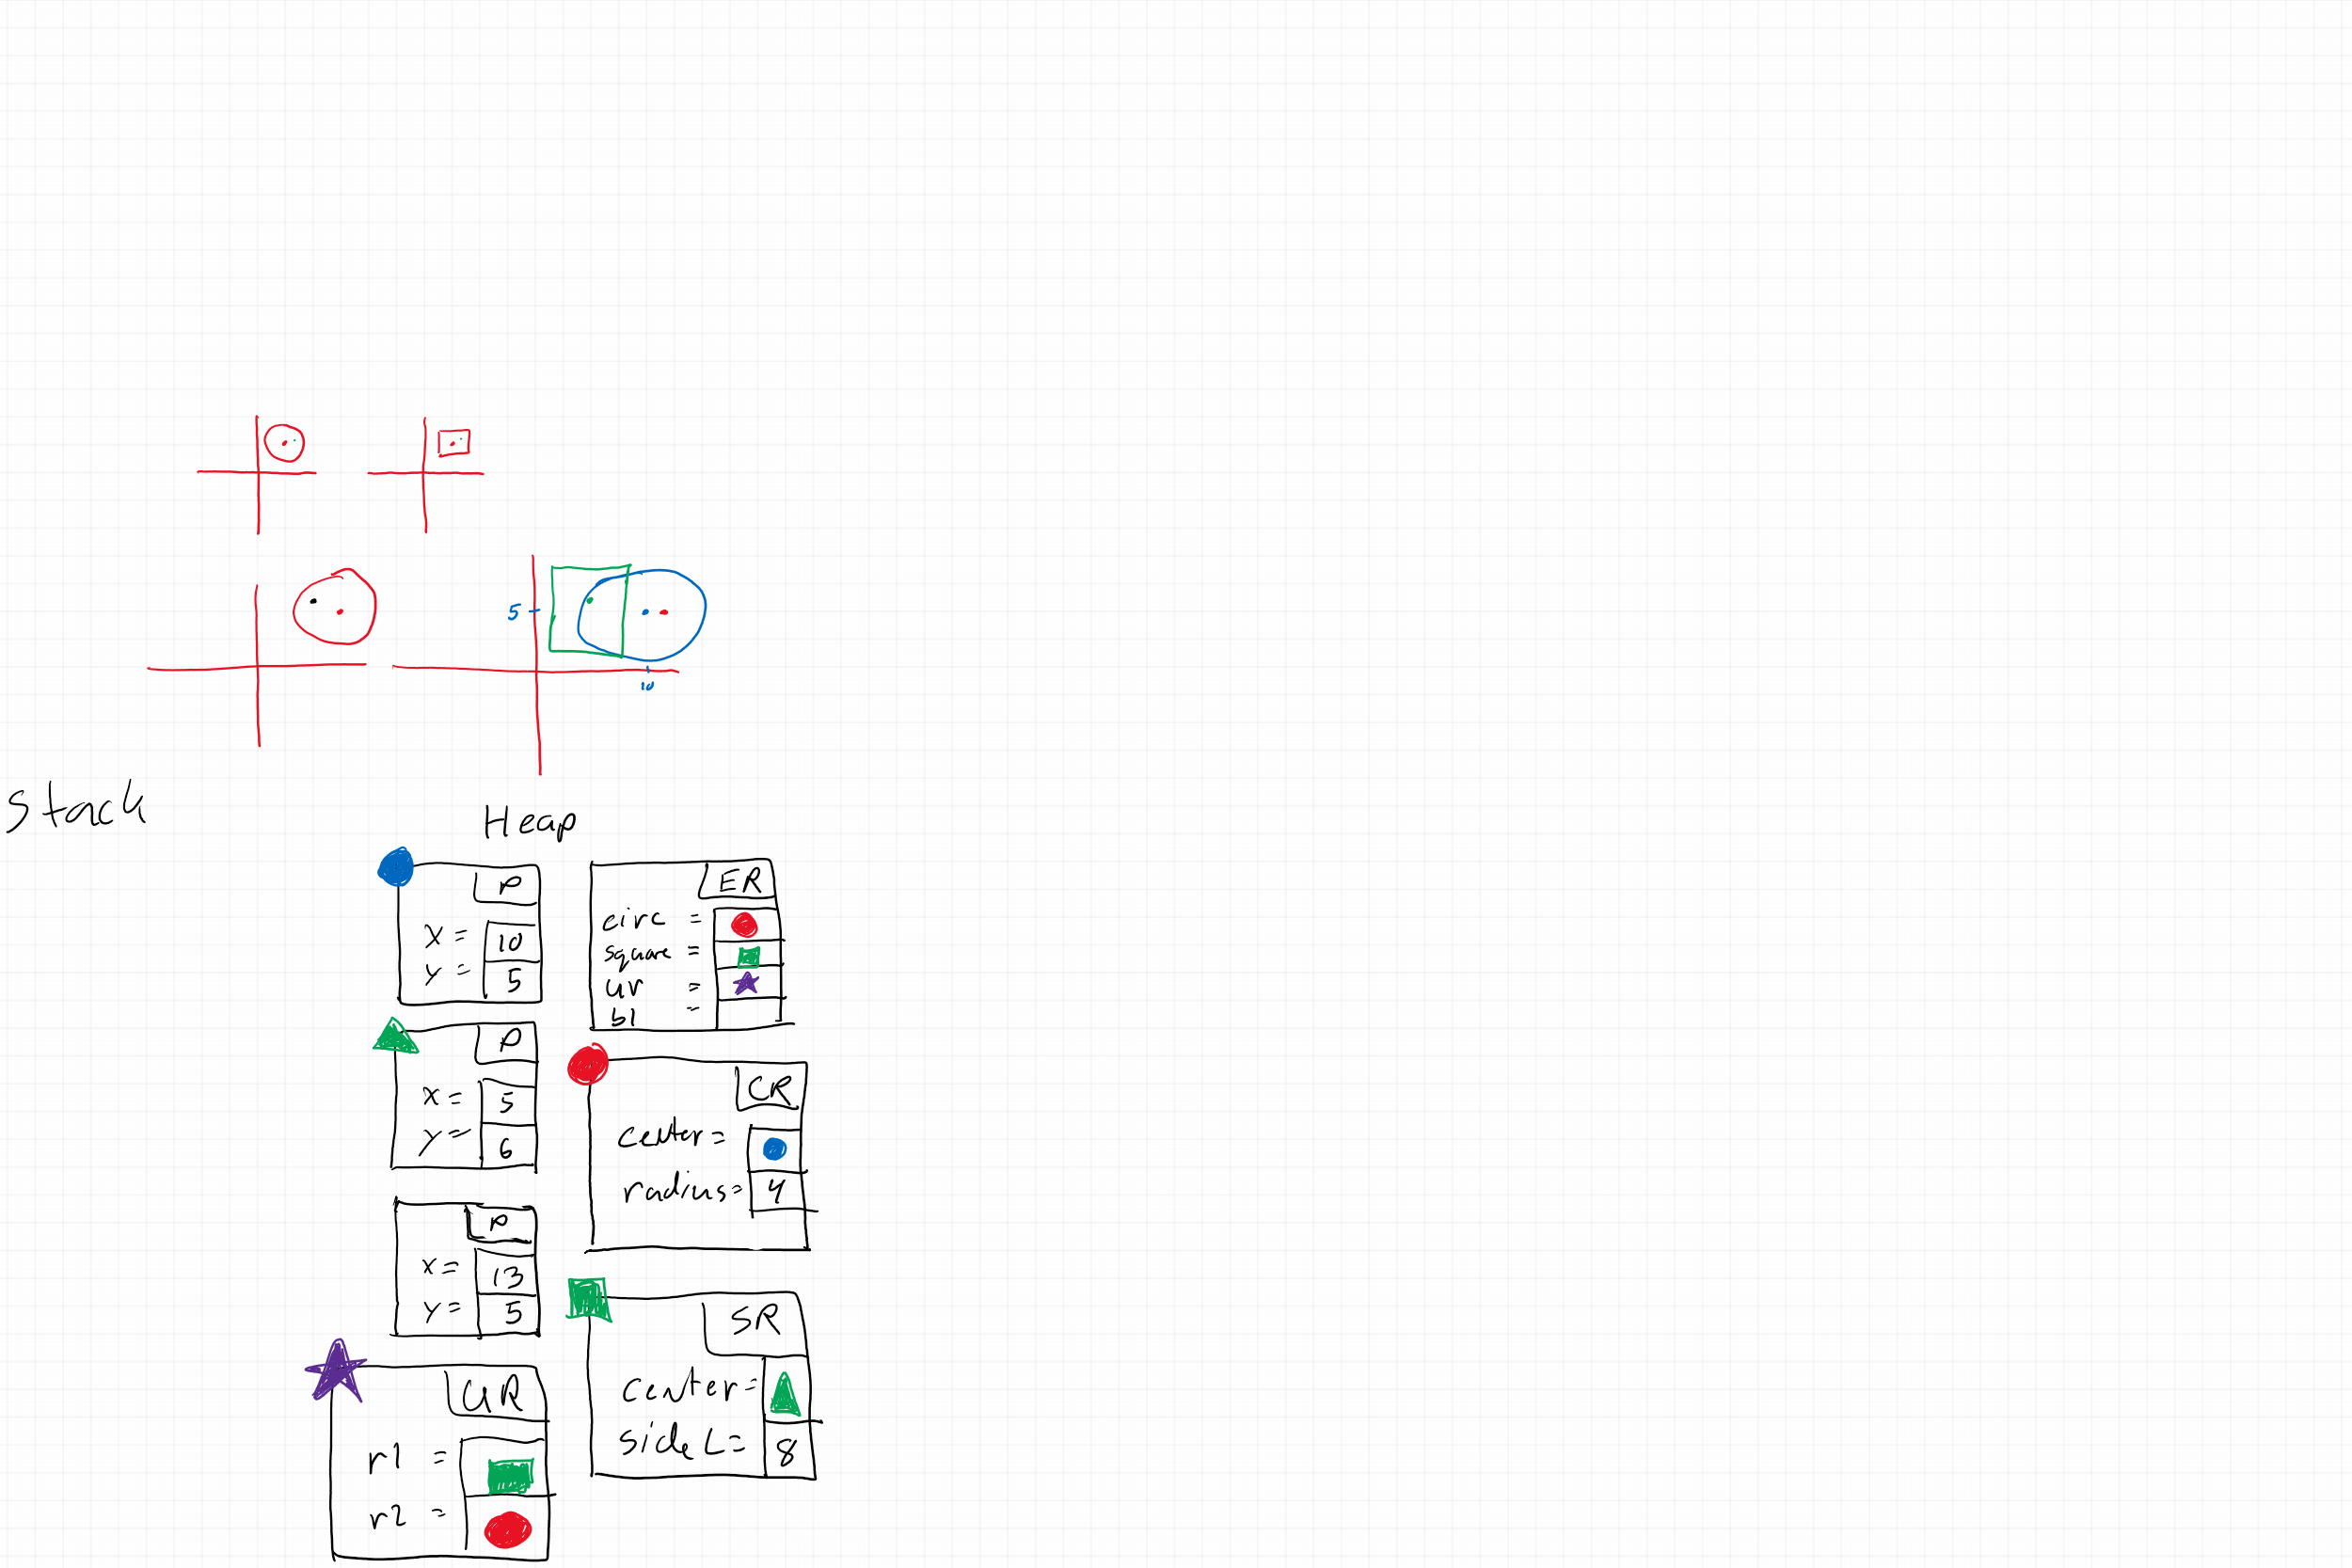 5
10
Stack
Heap
P
x = 10
y = 5
ER
circ =
square =
ur =
b1 =
P
x = 5
y = 6
CR
center =
radius = 4
P
x = 13
y = 5
SR
center =
sideL = 8
UR
r1 =
r2 =